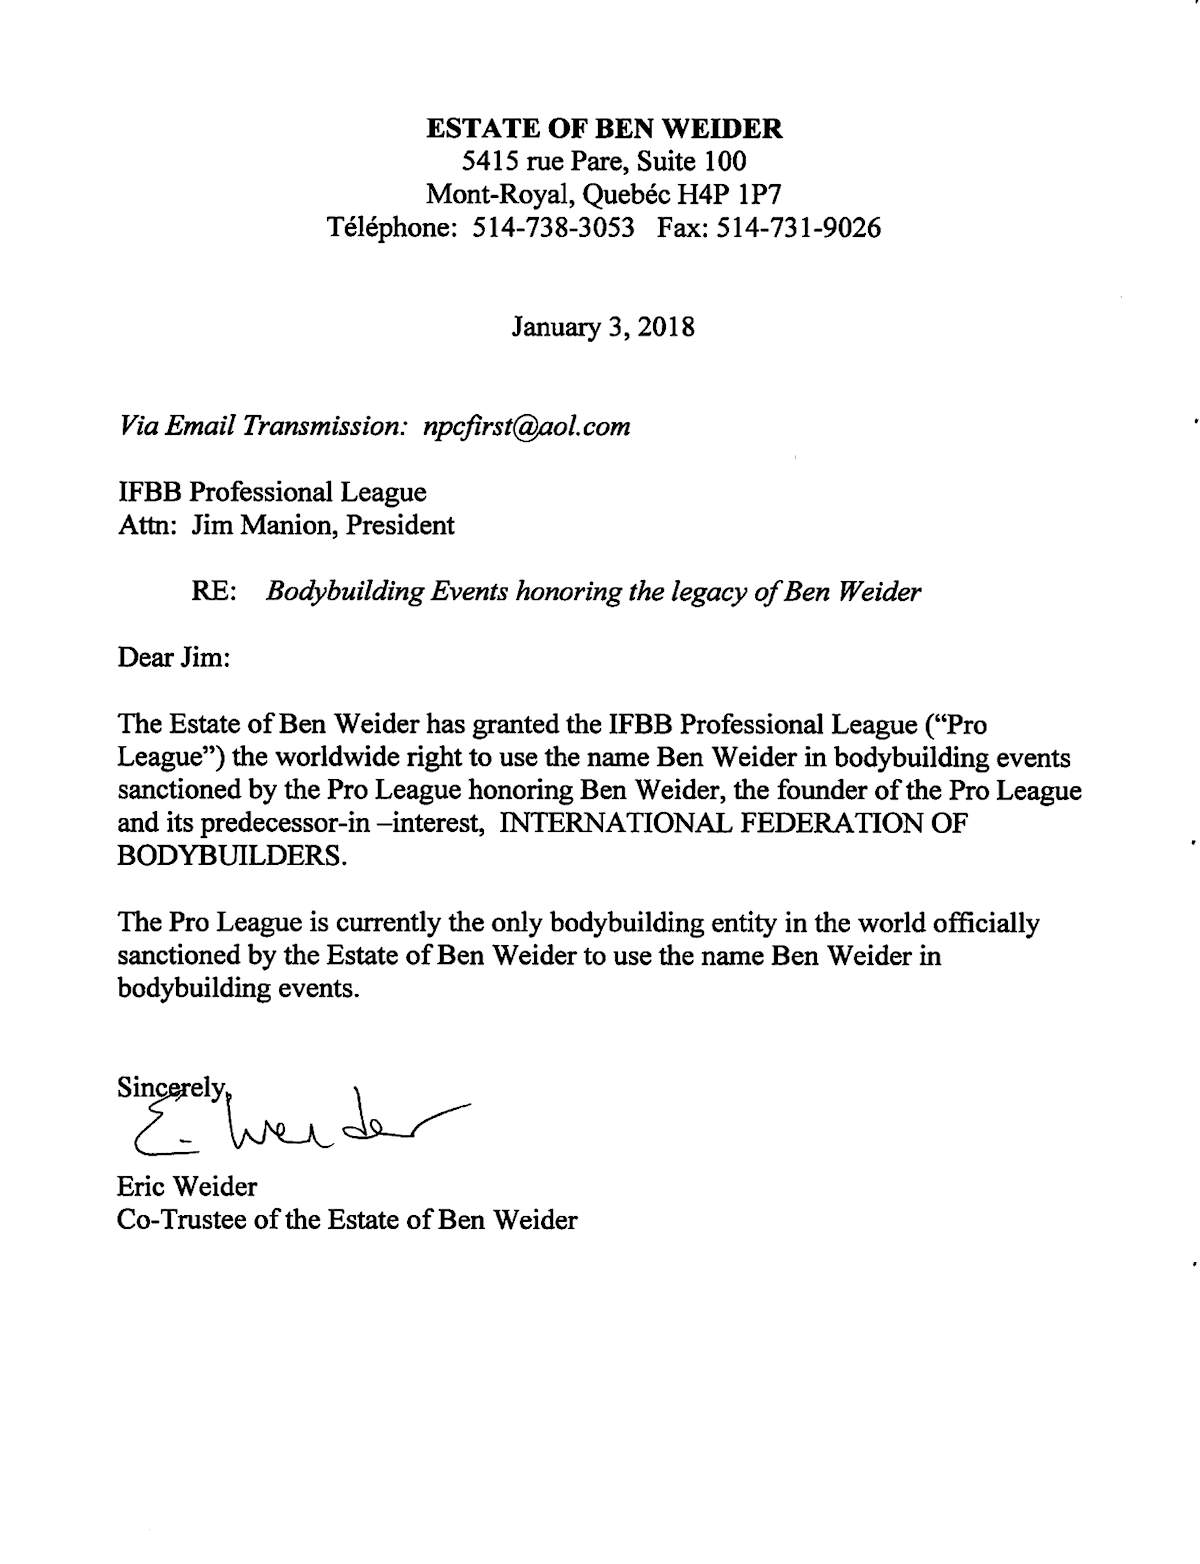 ESTATE OF BEN WEIDER
5415 rue Pare, Suite 100
Mont-Royal, Quebéc H4P 1P7
Téléphone: 514-738-3053 Fax: 514-731-9026
January 3, 2018
Via Email Transmission: npcfirst@aol.com
IFBB Professional League
Attn: Jim Manion, President
RE: Bodybuilding Events honoring the legacy of Ben Weider
Dear Jim:
The Estate of Ben Weider has granted the IFBB Professional League (“Pro
League”) the worldwide right to use the name Ben Weider in bodybuilding events
sanctioned by the Pro League honoring Ben Weider, the founder of the Pro League
and its predecessor-in –interest, INTERNATIONAL FEDERATION OF
BODYBUILDERS.
The Pro League is currently the only bodybuilding entity in the world officially
sanctioned by the Estate of Ben Weider to use the name Ben Weider in
bodybuilding events.
Sincerely,
E. Weider
Eric Weider
Co-Trustee of the Estate of Ben Weider